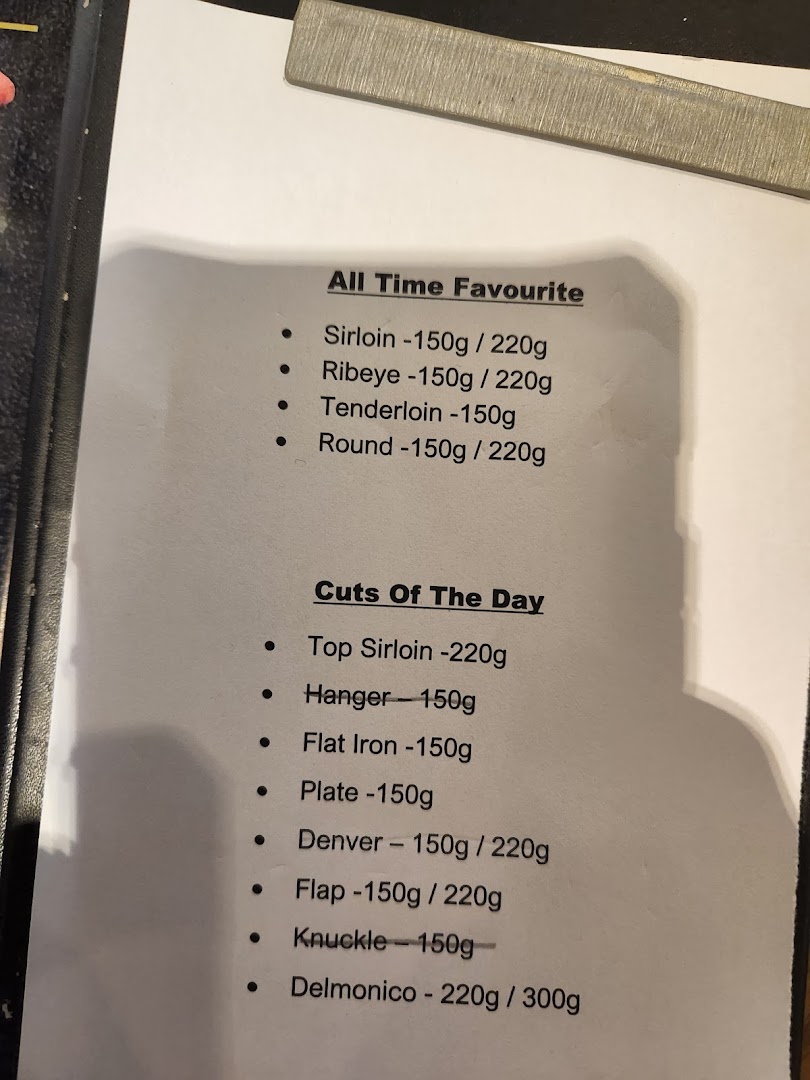 All Time Favourite
• Sirloin -150g / 220g
• Ribeye -150g / 220g
• Tenderloin -150g
• Round -150g / 220g
Cuts Of The Day
• Top Sirloin -220g
• Hanger – 150g
• Flat Iron -150g
• Plate -150g
• Denver – 150g / 220g
• Flap -150g / 220g
• Knuckle – 150g
• Delmonico - 220g / 300g